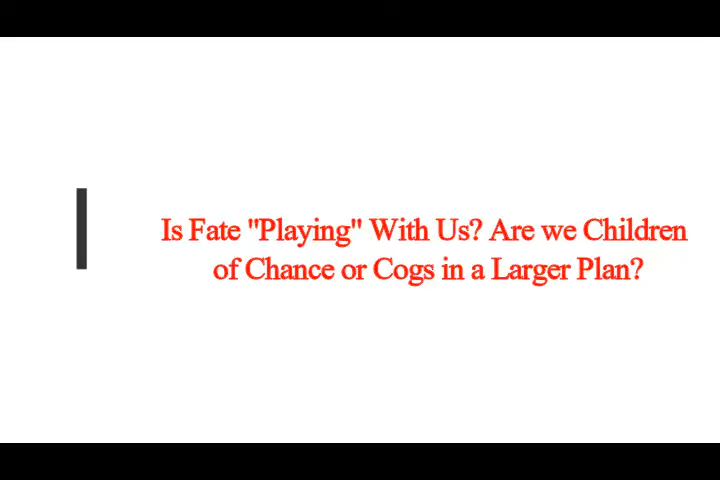 Is Fate "Playing" With Us? Are we Children
of Chance or Cogs in a Larger Plan?